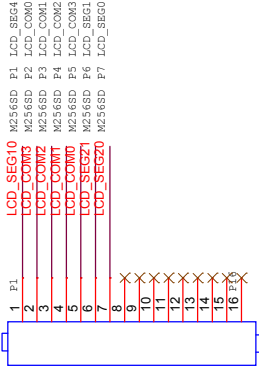 LCD_SEG10 M256SD P1 LCD_SEG4
LCD_COM3 M256SD P2 LCD_COM0
LCD_COM2 M256SD P3 LCD_COM1
LCD_COM1 M256SD P4 LCD_COM2
LCD_COM0 M256SD P5 LCD_COM3
LCD_SEG21 M256SD P6 LCD_SEG1
LCD_SEG20 M256SD P7 LCD_SEG0
P1
P16
1
2
3
4
5
6
7
8
9
10
11
12
13
14
15
16